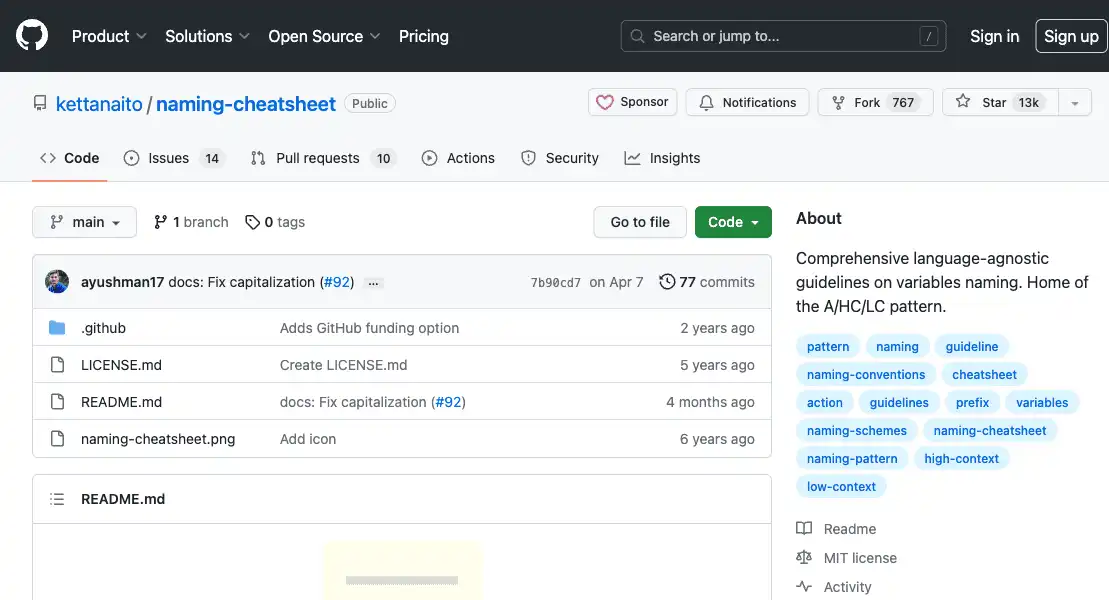 Product Solutions Open Source Pricing Search or jump to... / Sign in Sign up
kettanaito / naming-cheatsheet Public Sponsor Notifications Fork 767 Star 13k
Code Issues 14 Pull requests 10 Actions Security Insights
main 1 branch 0 tags Go to file Code
ayushman17 docs: Fix capitalization (#92) ... 7b90cd7 on Apr 7 77 commits
.github Adds GitHub funding option 2 years ago
LICENSE.md Create LICENSE.md 5 years ago
README.md docs: Fix capitalization (#92) 4 months ago
naming-cheatsheet.png Add icon 6 years ago
README.md
About
Comprehensive language-agnostic
guidelines on variables naming. Home of
the A/HC/LC pattern.
pattern naming guideline
naming-conventions cheatsheet
action guidelines prefix variables
naming-schemes naming-cheatsheet
naming-pattern high-context
low-context
Readme
MIT license
Activity